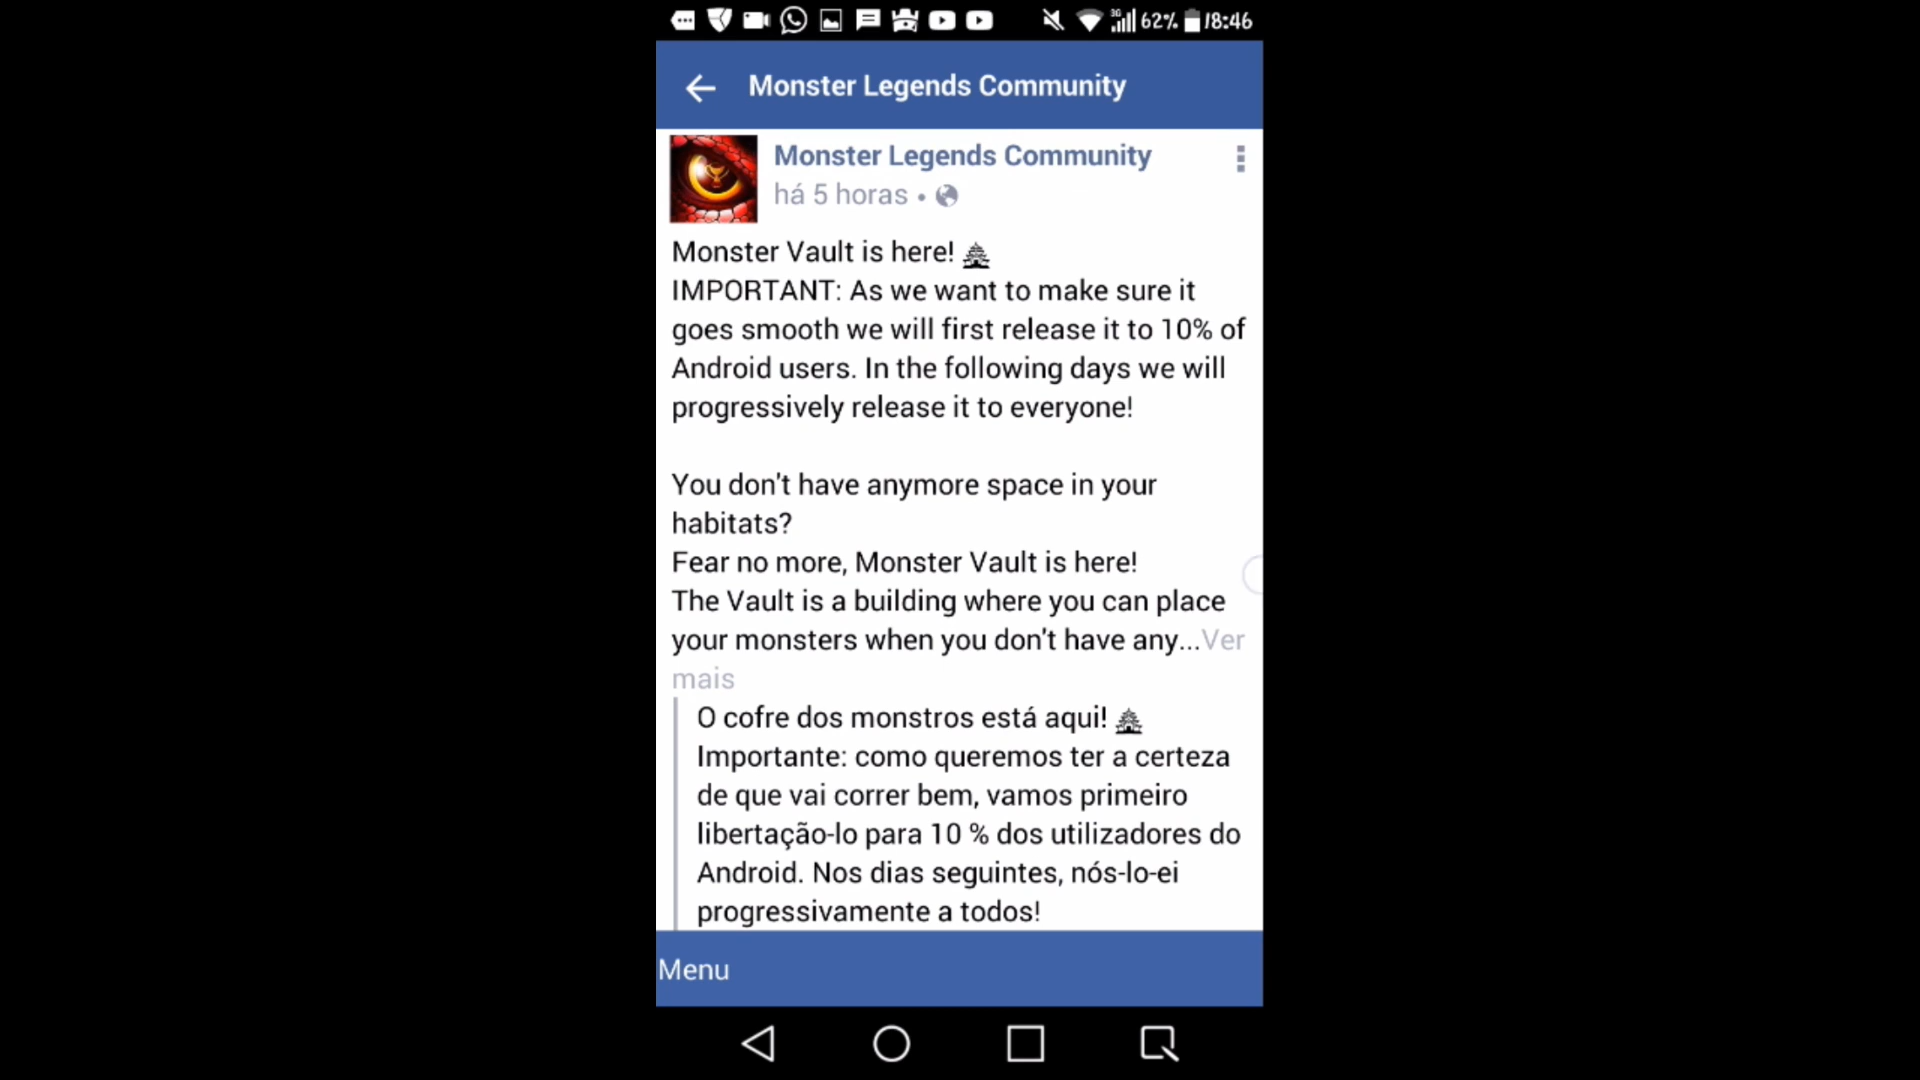 3G 62% 18:46
Monster Legends Community
Monster Legends Community
há 5 horas •
Monster Vault is here!
IMPORTANT: As we want to make sure it
goes smooth we will first release it to 10% of
Android users. In the following days we will
progressively release it to everyone!
You don't have anymore space in your
habitats?
Fear no more, Monster Vault is here!
The Vault is a building where you can place
your monsters when you don't have any...Ver
mais
O cofre dos monstros está aqui!
Importante: como queremos ter a certeza
de que vai correr bem, vamos primeiro
libertação-lo para 10 % dos utilizadores do
Android. Nos dias seguintes, nós-lo-ei
progressivamente a todos!
Menu